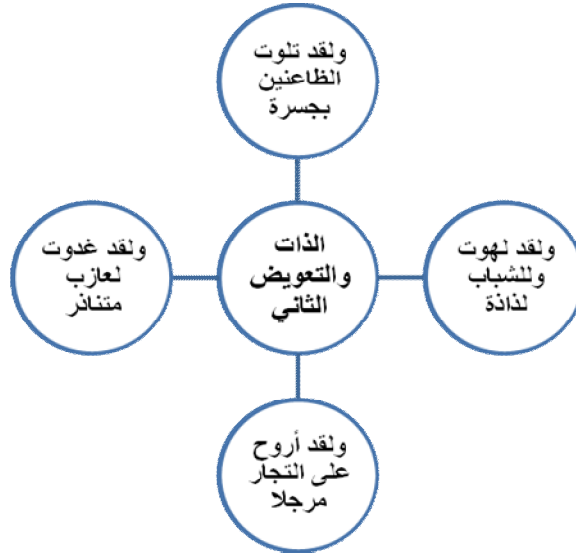 ولقد تلوت
الظاعنين
بجسرة
ولقد لهوت
وللشباب
لذاذة
الذات
والتعويض
الثاني
ولقد غدوت
لعازب
متناذر
ولقد أروح
على التجار
مرجلا